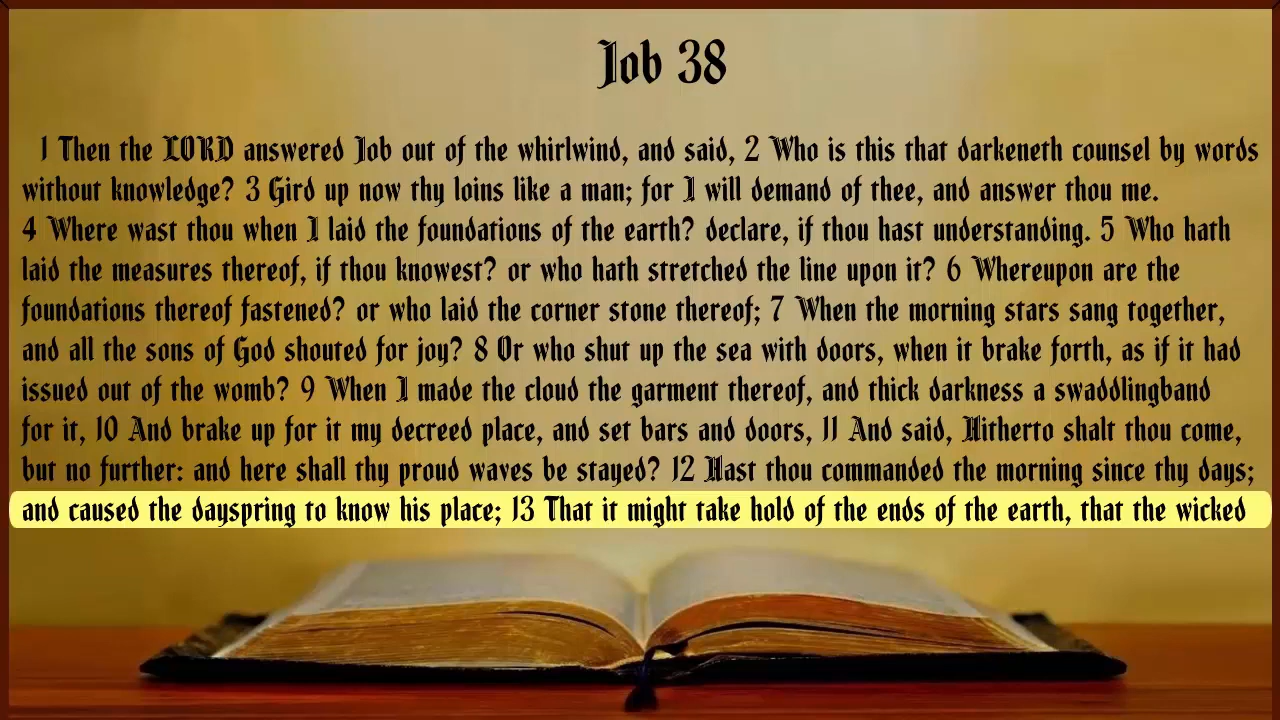 Job 38
1 Then the LORD answered Job out of the whirlwind, and said, 2 Who is this that darkeneth counsel by words
without knowledge? 3 Gird up now thy loins like a man; for I will demand of thee, and answer thou me.
4 Where wast thou when I laid the foundations of the earth? declare, if thou hast understanding. 5 Who hath
laid the measures thereof, if thou knowest? or who hath stretched the line upon it? 6 Whereupon are the
foundations thereof fastened? or who laid the corner stone thereof; 7 When the morning stars sang together,
and all the sons of God shouted for joy? 8 Or who shut up the sea with doors, when it brake forth, as if it had
issued out of the womb? 9 When I made the cloud the garment thereof, and thick darkness a swaddlingband
for it, 10 And brake up for it my decreed place, and set bars and doors, 11 And said, Hitherto shalt thou come,
but no further: and here shall thy proud waves be stayed? 12 Hast thou commanded the morning since thy days;
and caused the dayspring to know his place; 13 That it might take hold of the ends of the earth, that the wicked